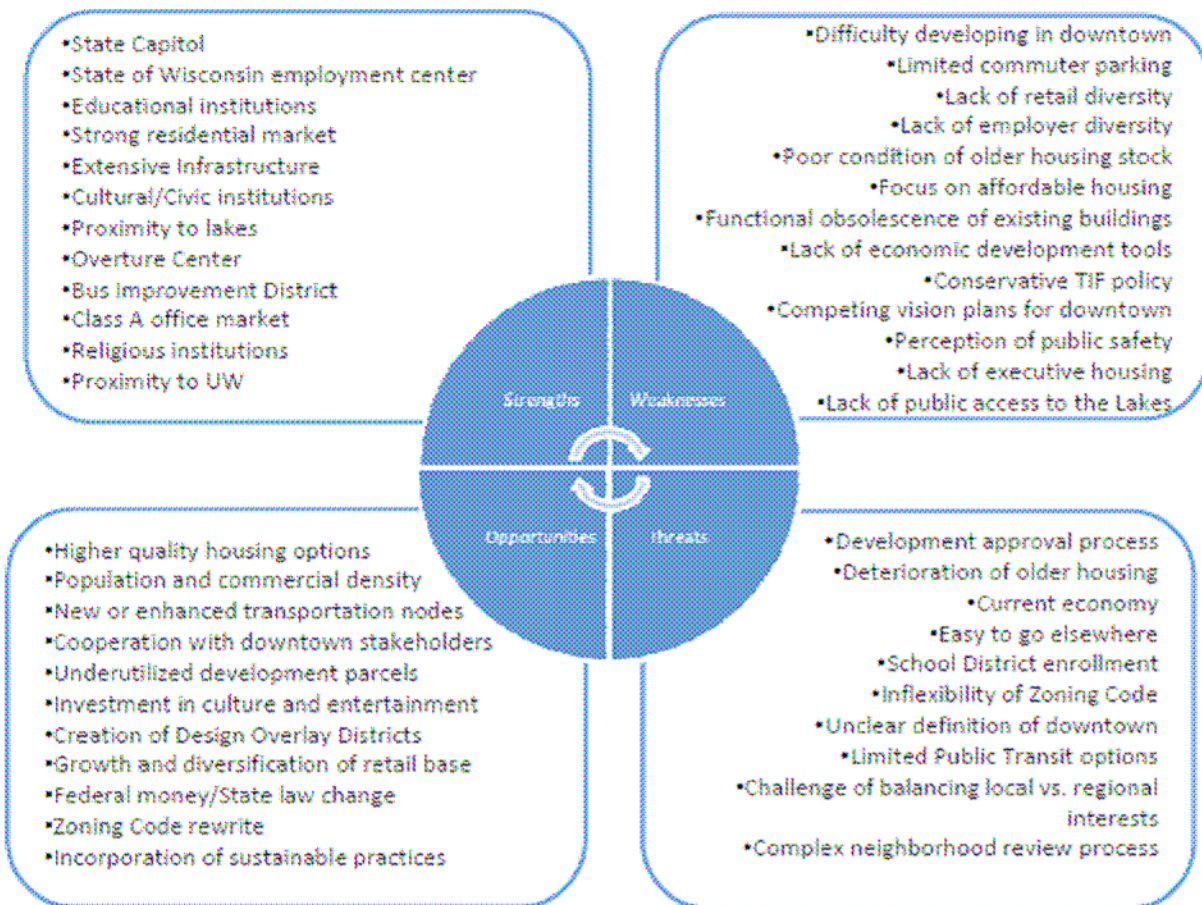 •State Capitol
•State of Wisconsin employment center
•Educational institutions
•Strong residential market
•Extensive Infrastructure
•Cultural/Civic institutions
•Proximity to lakes
•Overture Center
•Bus Improvement District
•Class A office market
•Religious institutions
•Proximity to UW
•Difficulty developing in downtown
•Limited commuter parking
•Lack of retail diversity
•Lack of employer diversity
•Poor condition of older housing stock
•Focus on affordable housing
•Functional obsolescence of existing buildings
•Lack of economic development tools
•Conservative TIF policy
•Competing vision plans for downtown
•Perception of public safety
•Lack of executive housing
•Lack of public access to the Lakes
Strengths
Weaknesses
Opportunities
Threats
•Higher quality housing options
•Population and commercial density
•New or enhanced transportation nodes
•Cooperation with downtown stakeholders
•Underutilized development parcels
•Investment in culture and entertainment
•Creation of Design Overlay Districts
•Growth and diversification of retail base
•Federal money/State law change
•Zoning Code rewrite
•Incorporation of sustainable practices
•Development approval process
•Deterioration of older housing
•Current economy
•Easy to go elsewhere
•School District enrollment
•Inflexibility of Zoning Code
•Unclear definition of downtown
•Limited Public Transit options
•Challenge of balancing local vs. regional
interests
•Complex neighborhood review process